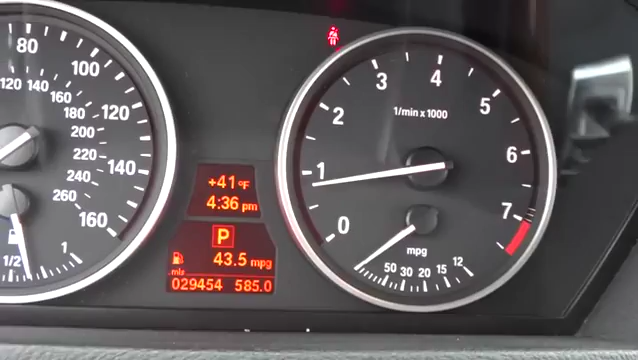 80
100
120
140
160
120 140
160
180
200
220
240
260
1/2
1
+41°F
4:36 pm
P
43.5 mpg
mls
029454 585.0
0
1
2
3
4
5
6
7
1/min x 1000
mpg
50 30 20 15 12